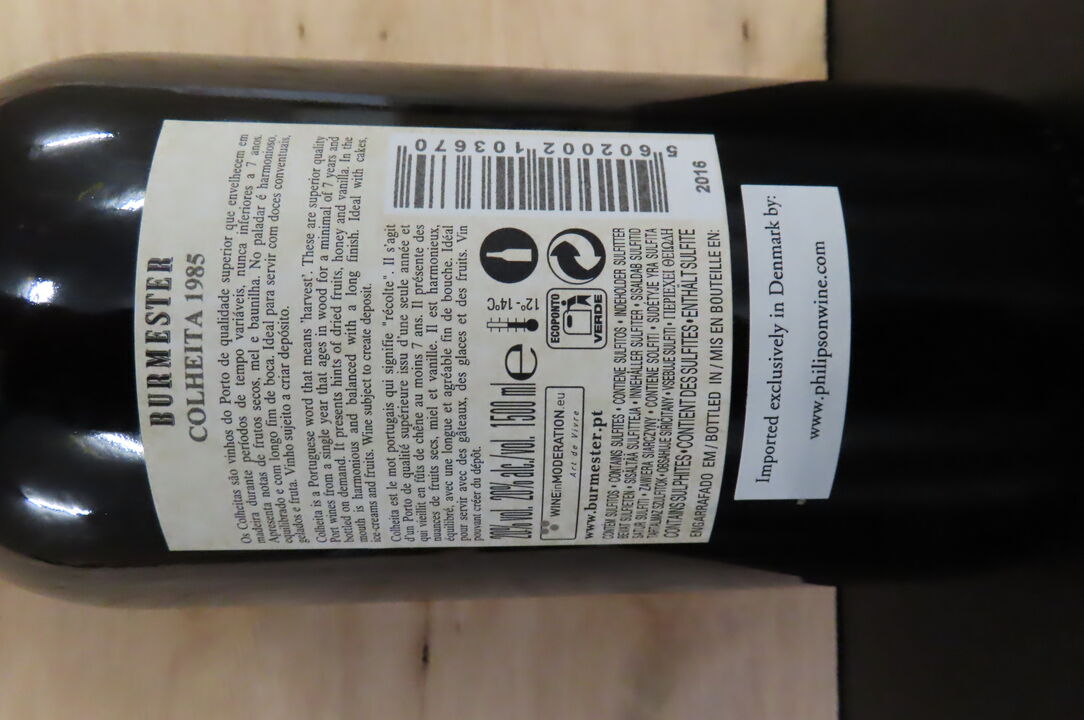 BURMESTER
COLHEITA 1985
Os Colheitas são vinhos do Porto de qualidade superior que envelhecem em
madeira durante períodos de tempo variáveis, nunca inferiores a 7 anos.
Apresenta notas de frutos secos, mel e baunilha. No paladar é harmonioso,
equilibrado e com longo fim de boca. Ideal para servir com doces conventuais,
gelados e fruta. Vinho sujeito a criar depósito.
Colheita is a Portuguese word that means 'harvest'. These are superior quality
Port wines from a single year that ages in wood for a minimal of 7 years and
bottled on demand. It presents hints of dried fruits, honey and vanilla. In the
mouth is harmonious and balanced with a long finish. Ideal with cakes,
ice-creams and fruits. Wine subject to create deposit.
Colheita est le mot portugais qui signifie "récolte". Il s'agit
d'un Porto de qualité supérieure issu d'une seule année et
qui vieillit en fûts de chêne au moins 7 ans. Il présente des
nuances de fruits secs, miel et vanille. Il est harmonieux,
équilibré, avec une longue et agréable fin de bouche. Idéal
pour servir avec des gâteaux, des glaces et des fruits. Vin
pouvant créer du dépôt.
20% vol. 20% alc./vol. 1500 ml e
12º-14ºC
WINEinMODERATION.eu
Art de Vivre
ECOPONTO
VERDE
www.burmester.pt
CONTÉM SULFITOS • CONTAINS SULFITES • CONTIENE SULFITOS • INDEHOLDER SULFITTER
CONTAINS SULPHITES•CONTIENT DES SULFITES•ENTHÄLT SULFITE
ENGARRAFADO EM / BOTTLED IN / MIS EN BOUTEILLE EN:
5 602002 103670
2016
Imported exclusively in Denmark by:
www.philipsonwine.com